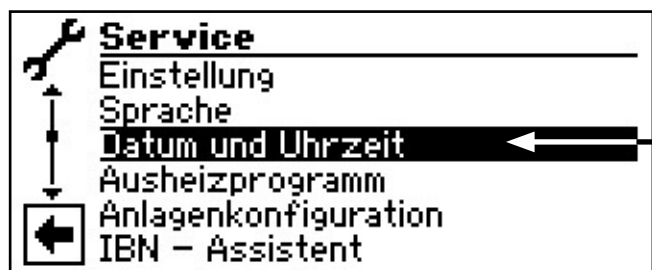 Service
Einstellung
Sprache
Datum und Uhrzeit
Ausheizprogramm
Anlagenkonfiguration
IBN – Assistent